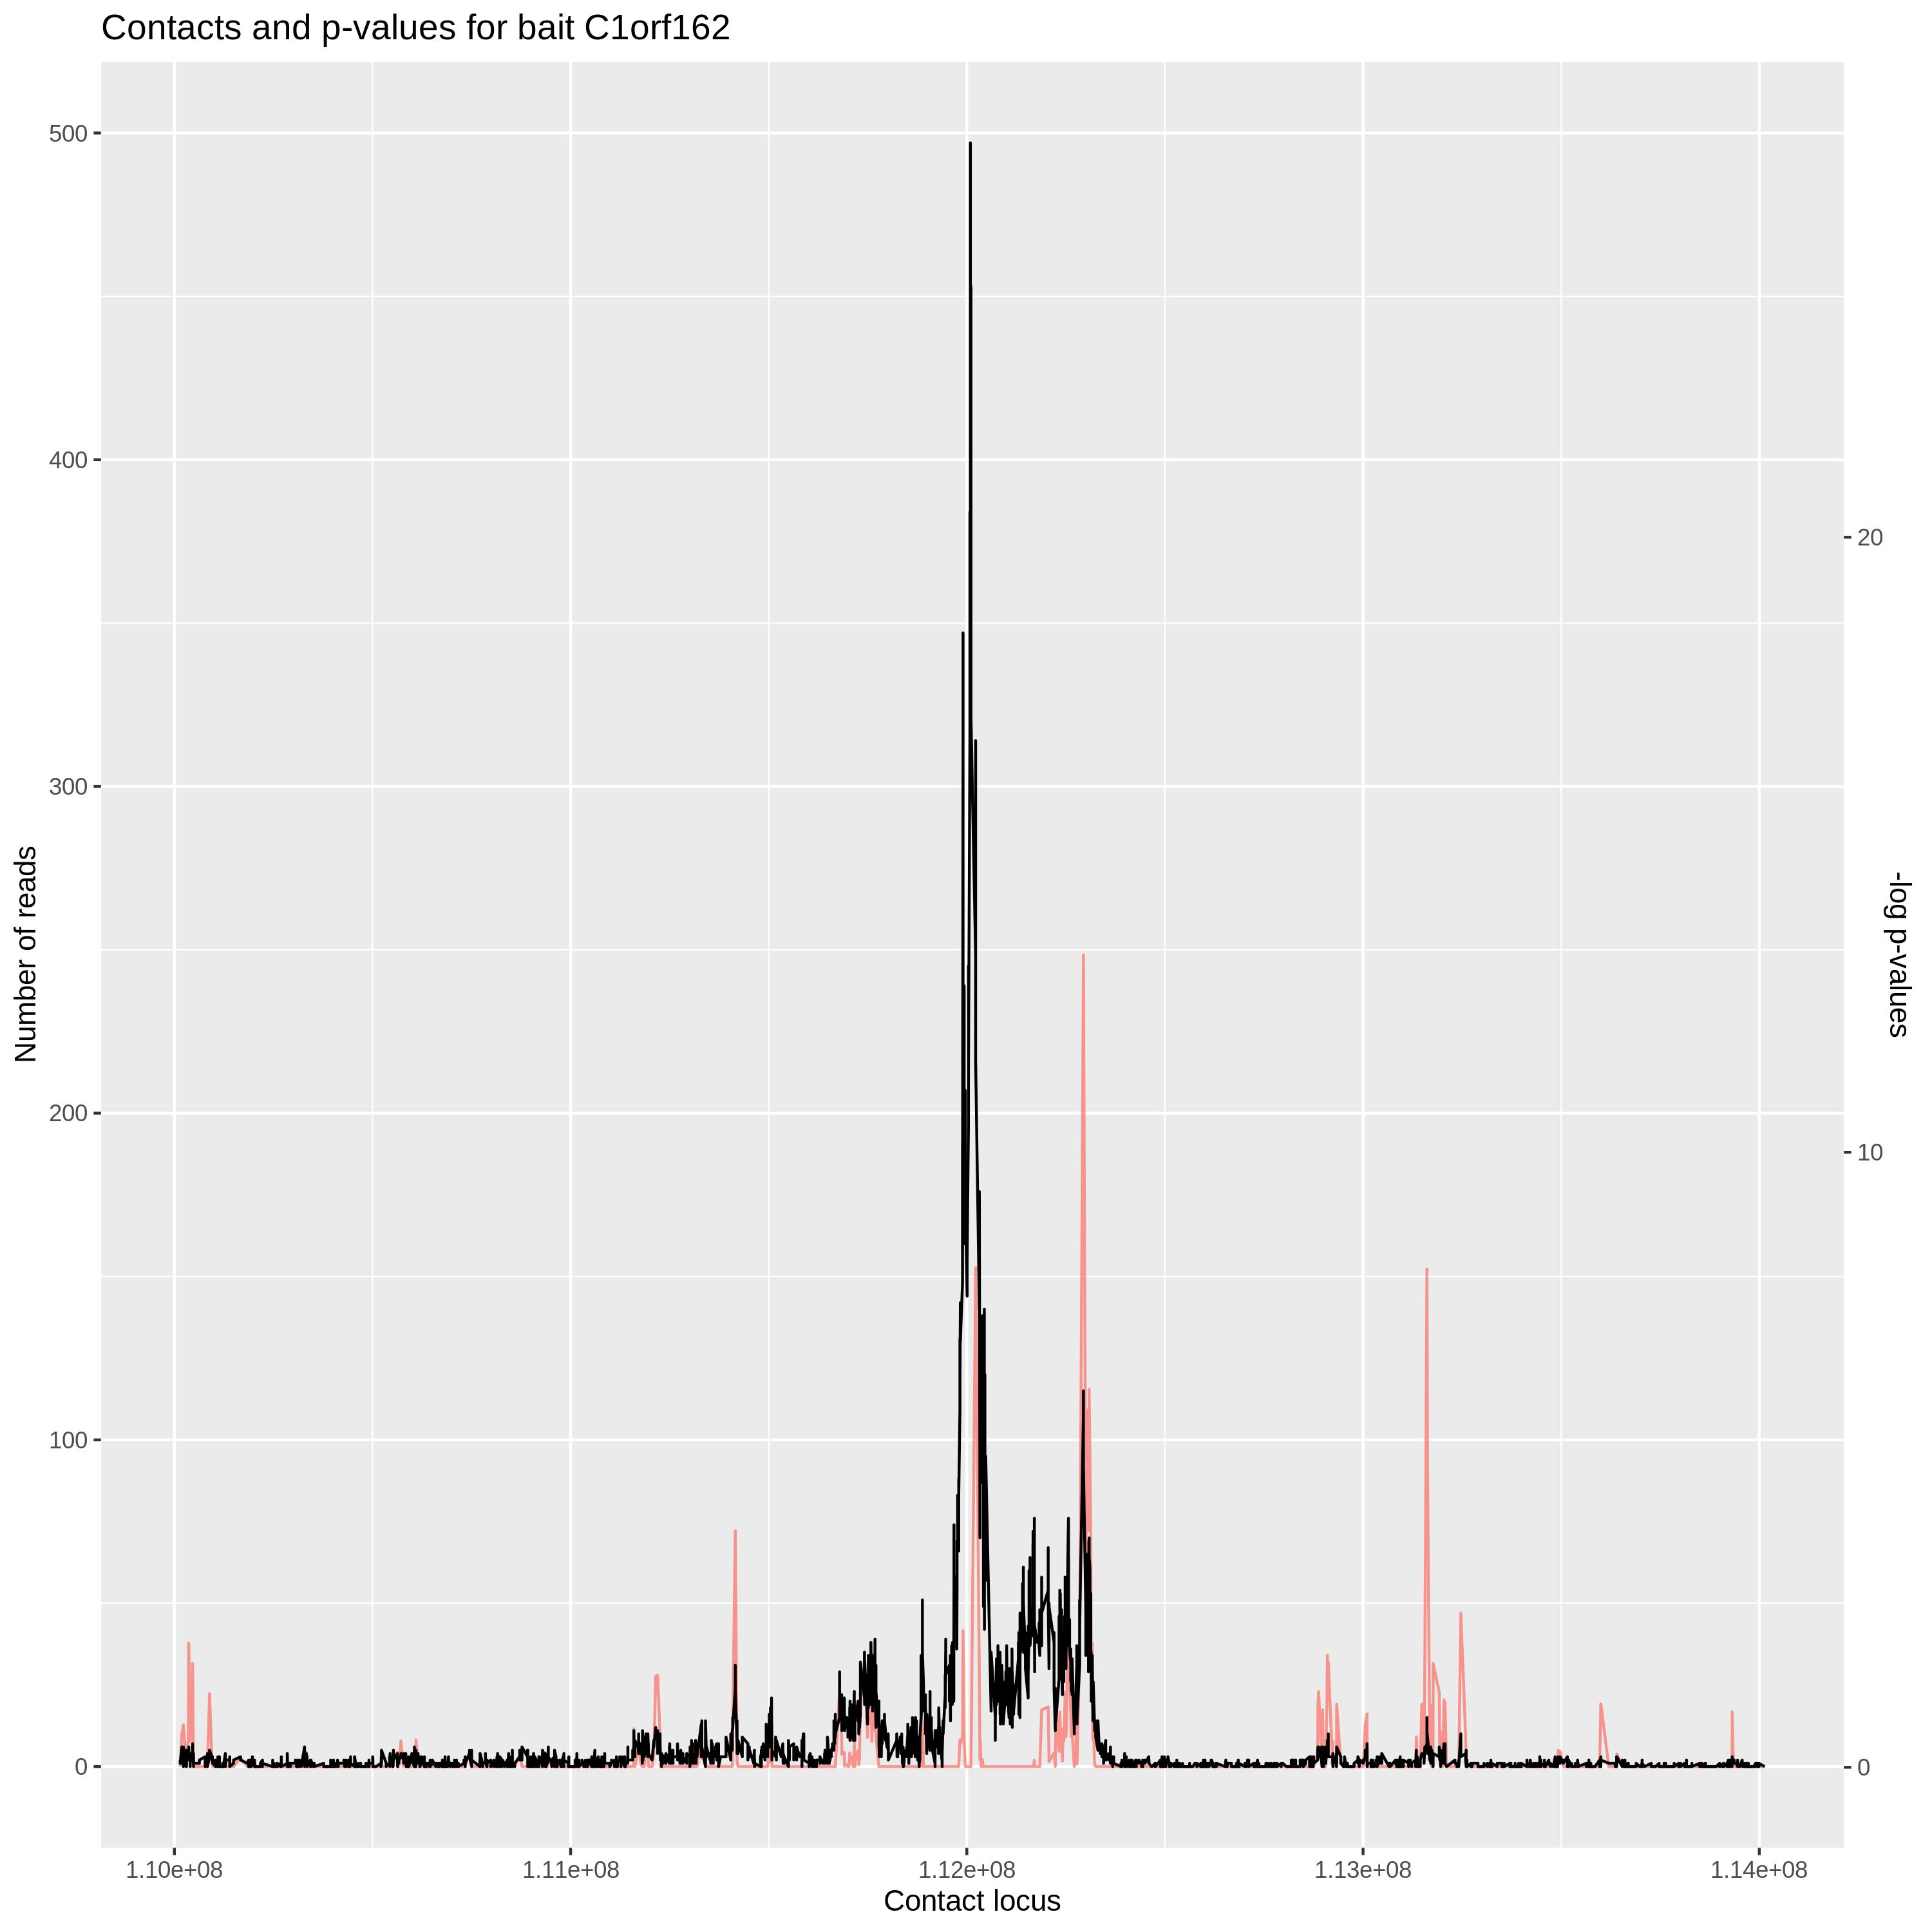 Contacts and p-values for bait C1orf162
500
400
300
200
100
0
Number of reads
20
10
0
-log p-values
1.10e+08
1.11e+08
1.12e+08
1.13e+08
1.14e+08
Contact locus